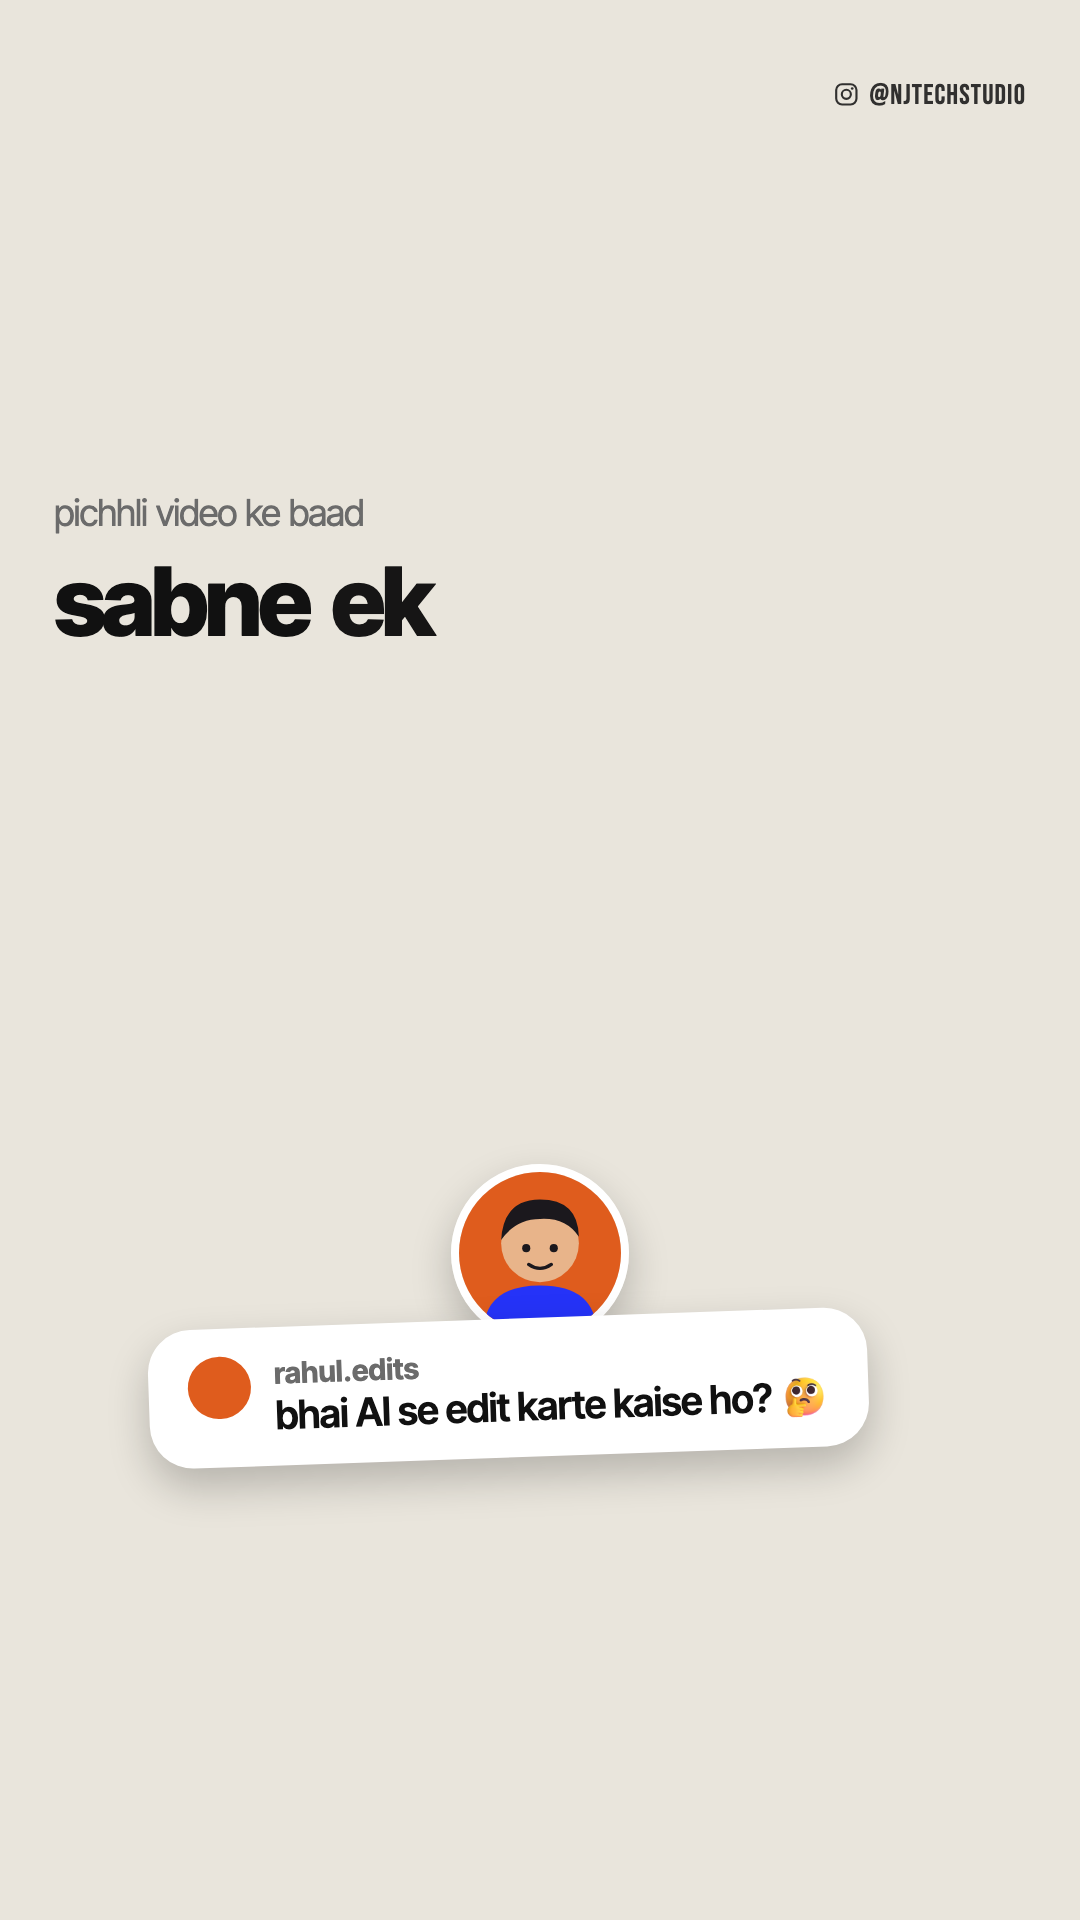 @NJTECHSTUDIO
pichhli video ke baad
sabne ek
rahul.edits
bhai AI se edit karte kaise ho? 🤔